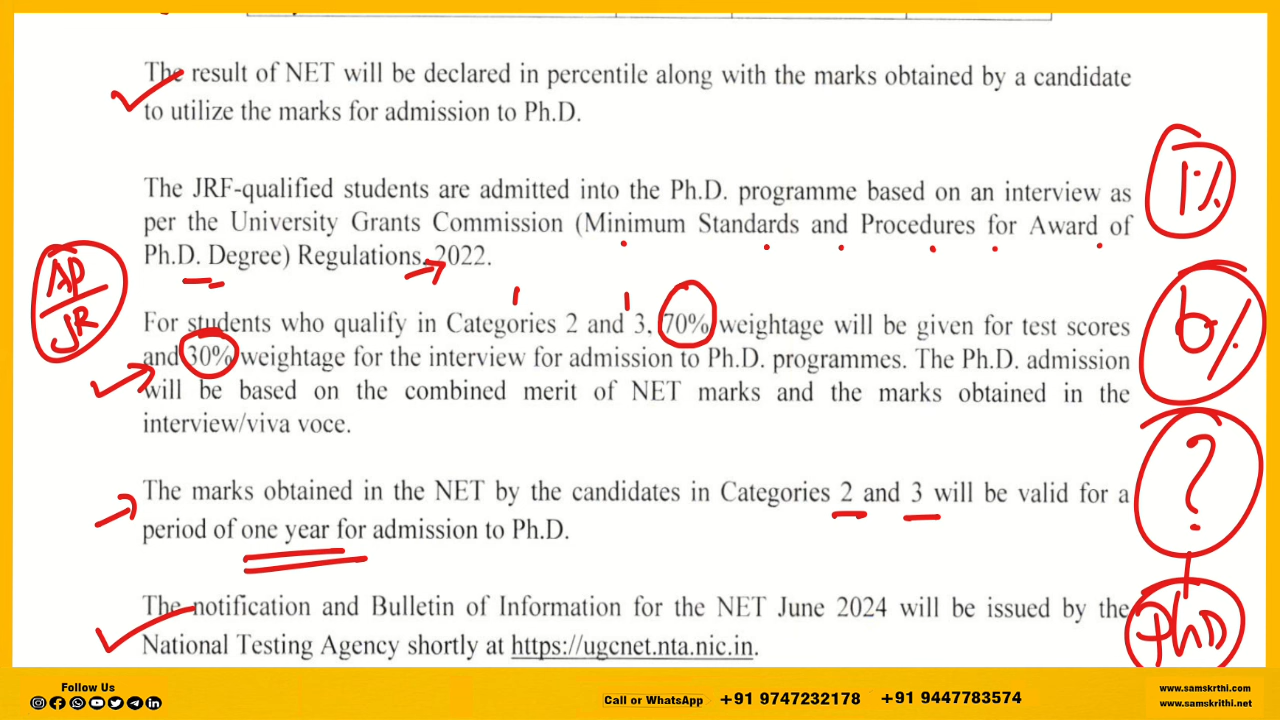 The result of NET will be declared in percentile along with the marks obtained by a candidate
to utilize the marks for admission to Ph.D.
1%
The JRF-qualified students are admitted into the Ph.D. programme based on an interview as
per the University Grants Commission (Minimum Standards and Procedures for Award of
Ph.D. Degree) Regulations, 2022.
AP
JR
For students who qualify in Categories 2 and 3, 70% weightage will be given for test scores
and 30% weightage for the interview for admission to Ph.D. programmes. The Ph.D. admission
will be based on the combined merit of NET marks and the marks obtained in the
interview/viva voce.
6%
?
The marks obtained in the NET by the candidates in Categories 2 and 3 will be valid for a
period of one year for admission to Ph.D.
The notification and Bulletin of Information for the NET June 2024 will be issued by the
National Testing Agency shortly at https://ugcnet.nta.nic.in.
PhD
Follow Us
Call or WhatsApp +91 9747232178 +91 9447783574
www.samskrthi.com
www.samskrithi.net